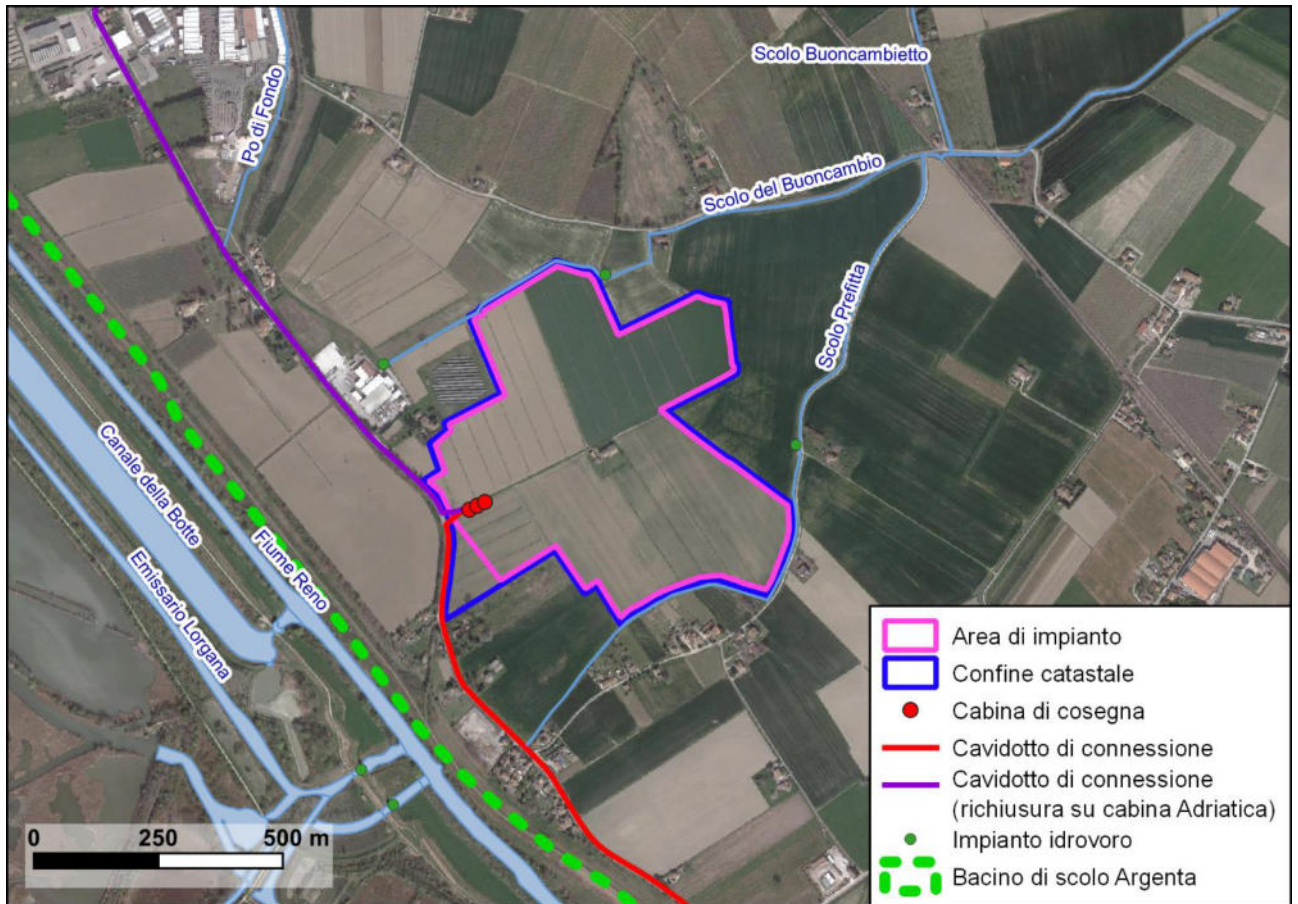 Scolo Buoncambietto
Po di Fondo
Scolo del Buoncambio
Scolo Prefitta
Canale della Botte
Fiume Reno
Emissario Lorgana
0 250 500 m
Area di impianto
Confine catastale
Cabina di cosegna
Cavidotto di connessione
Cavidotto di connessione
(richiusura su cabina Adriatica)
Impianto idrovoro
Bacino di scolo Argenta